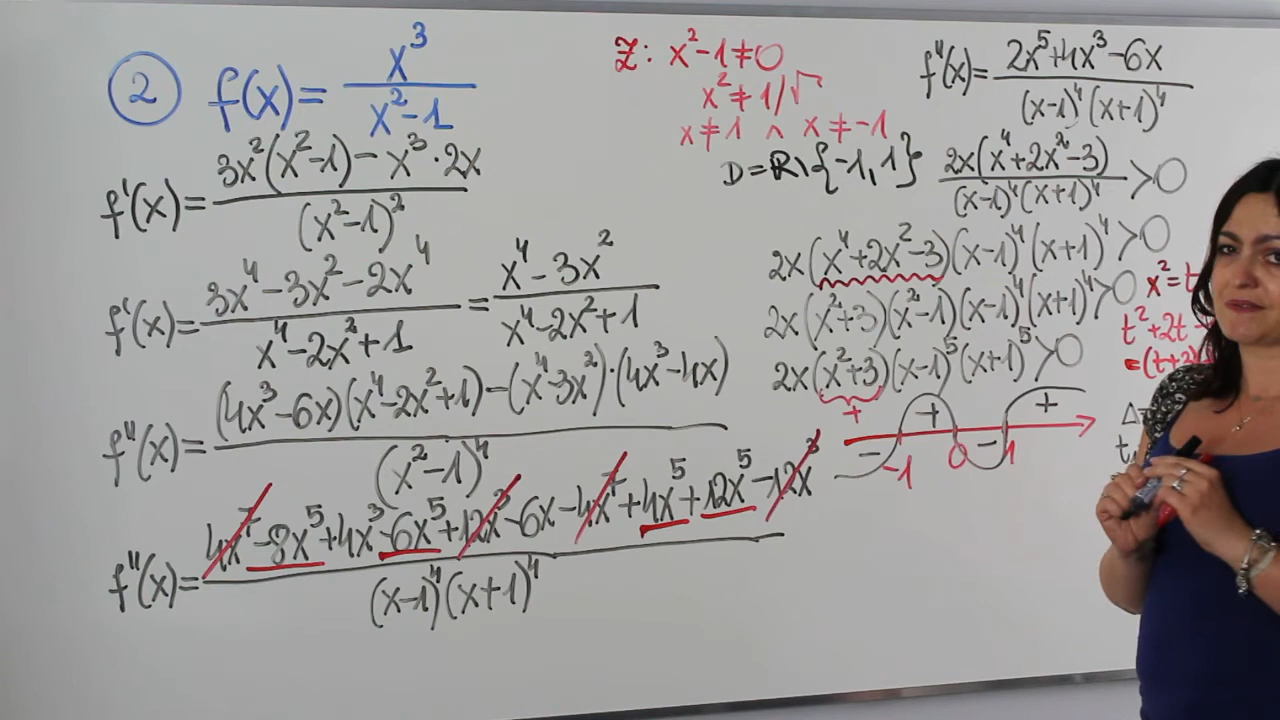 2 f(x)= x³/(x²-1)
f'(x)= (3x²(x²-1)-x³·2x)/(x²-1)²
f'(x)= (3x⁴-3x²-2x⁴)/(x⁴-2x²+1) = (x⁴-3x²)/(x⁴-2x²+1)
f''(x)= ((4x³-6x)(x⁴-2x²+1)-(x⁴-3x²)·(4x³-4x))/(x²-1)⁴
f''(x)= (4x⁷-8x⁵+4x³-6x⁵+12x³-6x-4x⁷+4x⁵+12x⁵-12x³)/((x-1)⁴(x+1)⁴)
Z: x²-1≠0
x²≠1/√
x≠1 ∧ x≠-1
D=R\{-1,1}
f''(x)= (2x⁵+4x³-6x)/((x-1)⁴(x+1)⁴)
2x(x⁴+2x²-3)/((x-1)⁴(x+1)⁴) >0
2x(x⁴+2x²-3)(x-1)⁴(x+1)⁴>0
2x(x²+3)(x²-1)(x-1)⁴(x+1)⁴>0
2x(x²+3)(x-1)⁵(x+1)⁵>0
+
- + - +
-1 0 1
x²=t
t²+2t-
=(t+3)
Δ
t₁